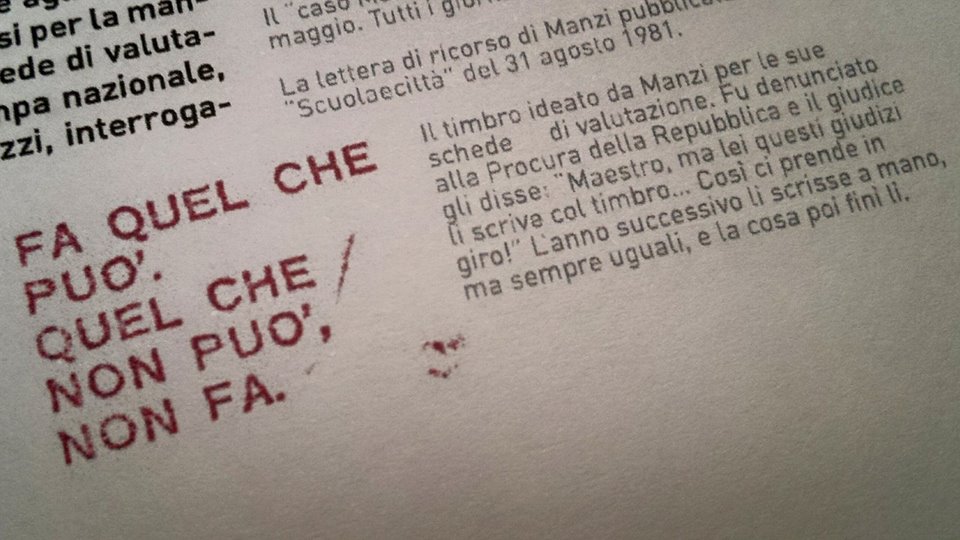 si per la man-
ede di valuta-
mpa nazionale,
zzi, interroga-
Il "caso
maggio. Tutti i
La lettera di ricorso di Manzi
"Scuolaecittà" del 31 agosto 1981.
Il timbro ideato da Manzi per le sue
schede di valutazione. Fu denunciato
alla Procura della Repubblica e il giudice
gli disse: "Maestro, ma lei questi giudizi
li scrive col timbro... Così ci prende in
giro!" L'anno successivo li scrisse a mano,
ma sempre uguali, e la cosa poi finì lì.
FA QUEL CHE
PUO'.
QUEL CHE
NON PUO',
NON FA.